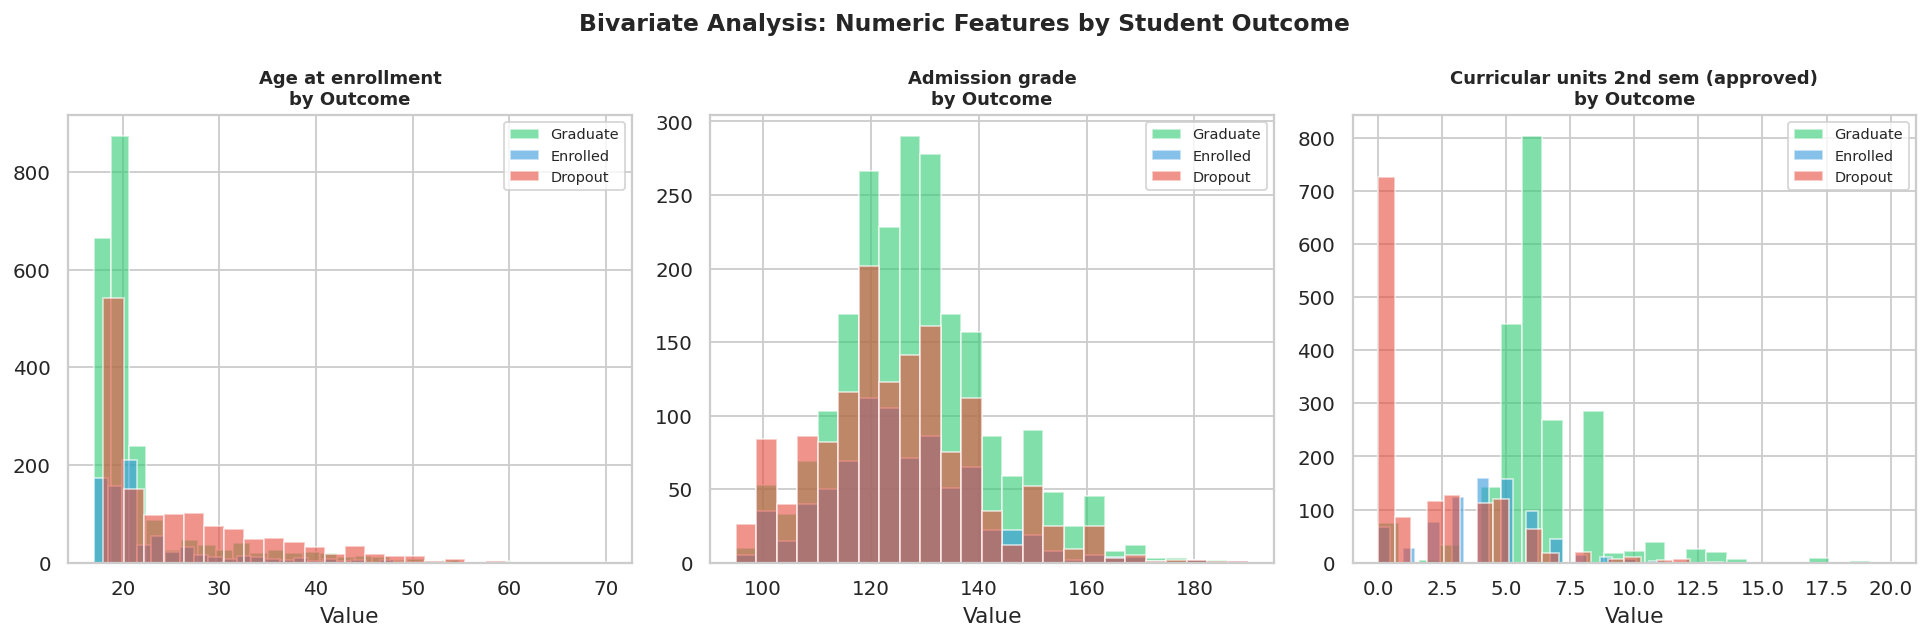 Bivariate Analysis: Numeric Features by Student Outcome
Age at enrollment
by Outcome
Graduate
Enrolled
Dropout
800
600
400
200
0
20 30 40 50 60 70
Value
Admission grade
by Outcome
Graduate
Enrolled
Dropout
300
250
200
150
100
50
0
100 120 140 160 180
Value
Curricular units 2nd sem (approved)
by Outcome
Graduate
Enrolled
Dropout
800
700
600
500
400
300
200
100
0
0.0 2.5 5.0 7.5 10.0 12.5 15.0 17.5 20.0
Value